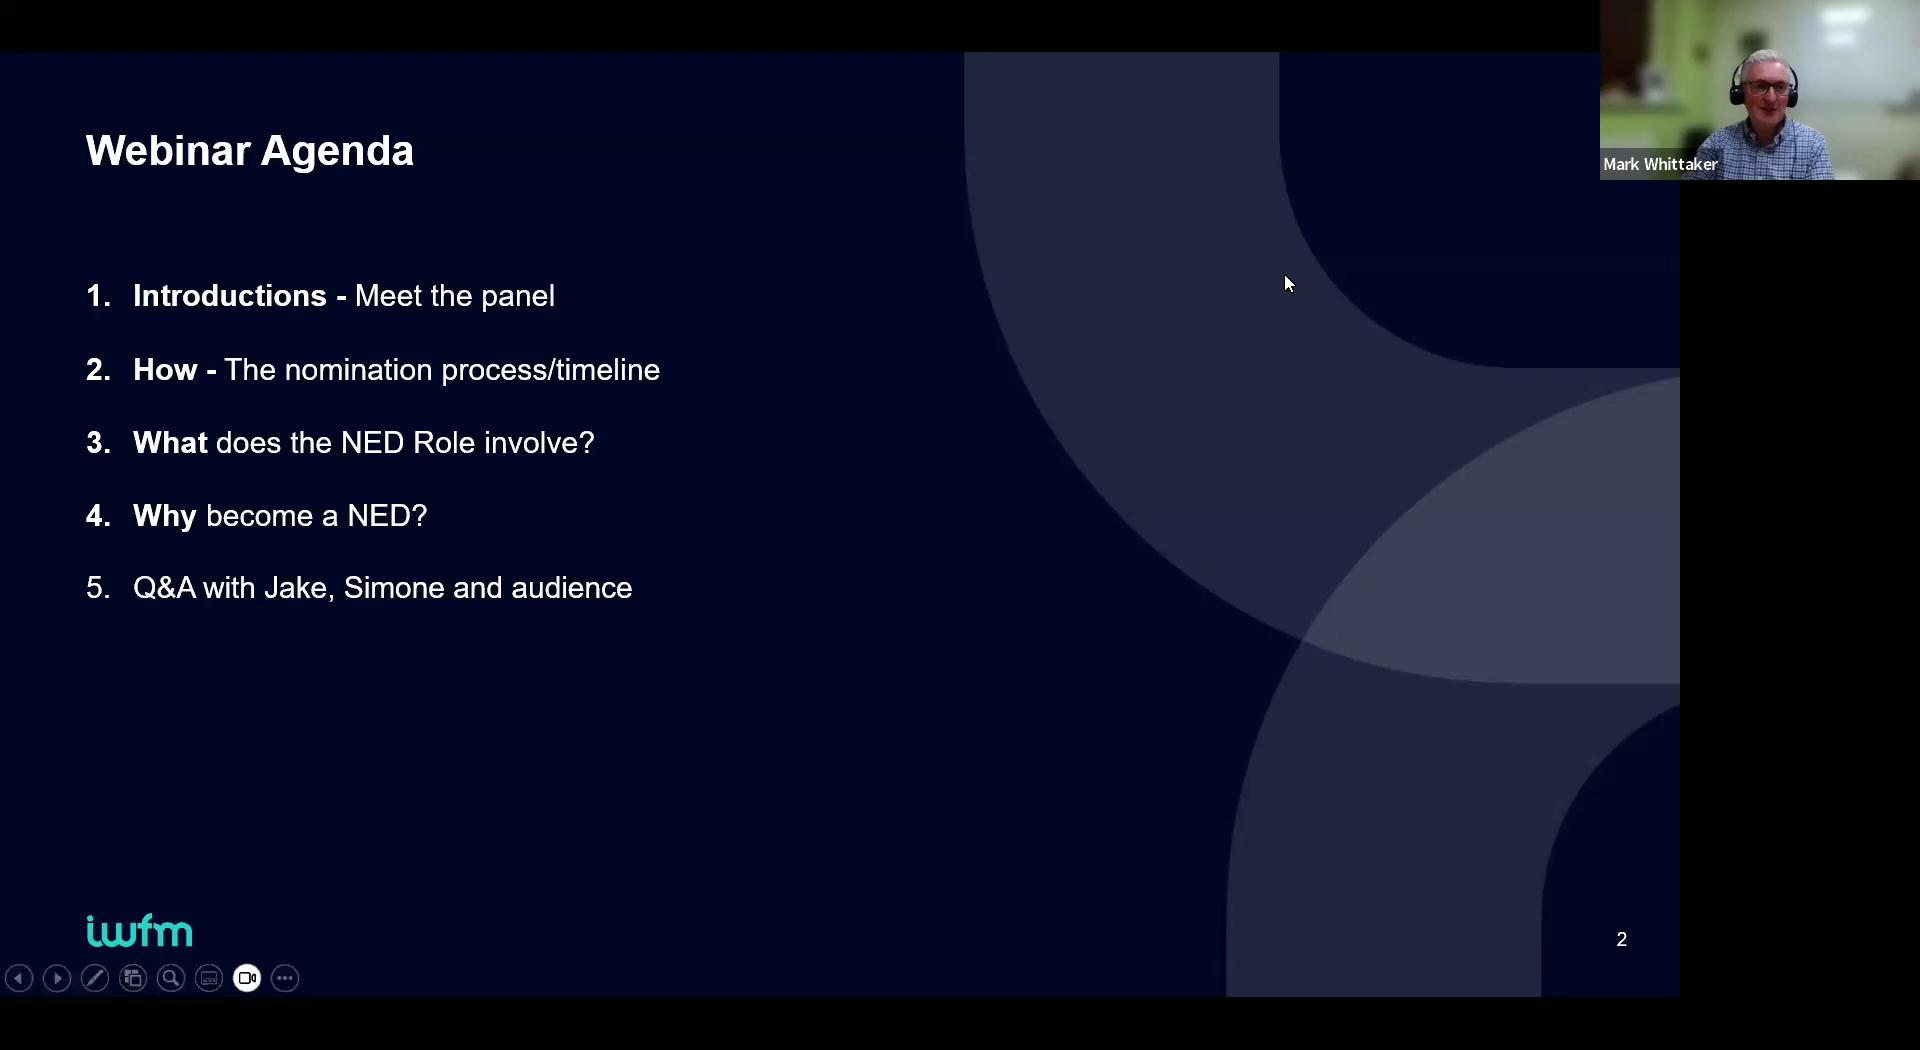 Webinar Agenda
1. Introductions - Meet the panel
2. How - The nomination process/timeline
3. What does the NED Role involve?
4. Why become a NED?
5. Q&A with Jake, Simone and audience
iwfm
2
Mark Whittaker